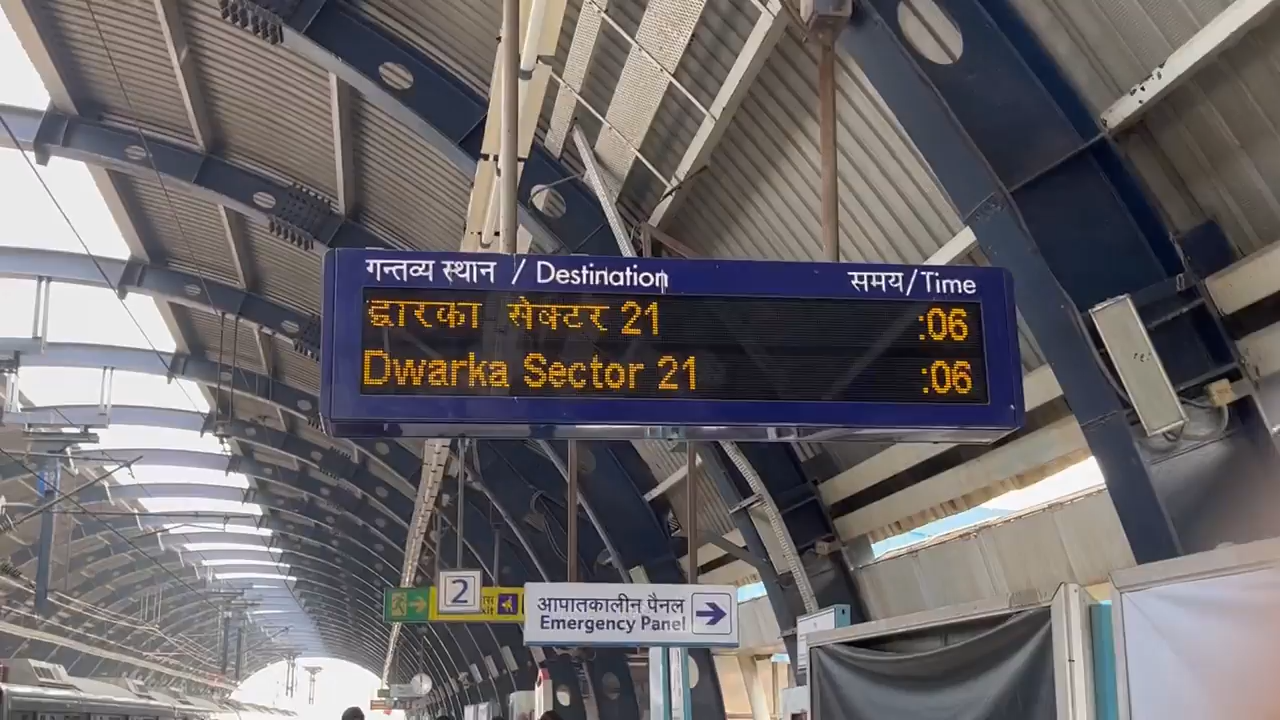 गन्तव्य स्थान / Destination समय/Time
द्वारका सेक्टर 21 :06
Dwarka Sector 21 :06
2
आपातकालीन पैनल
Emergency Panel